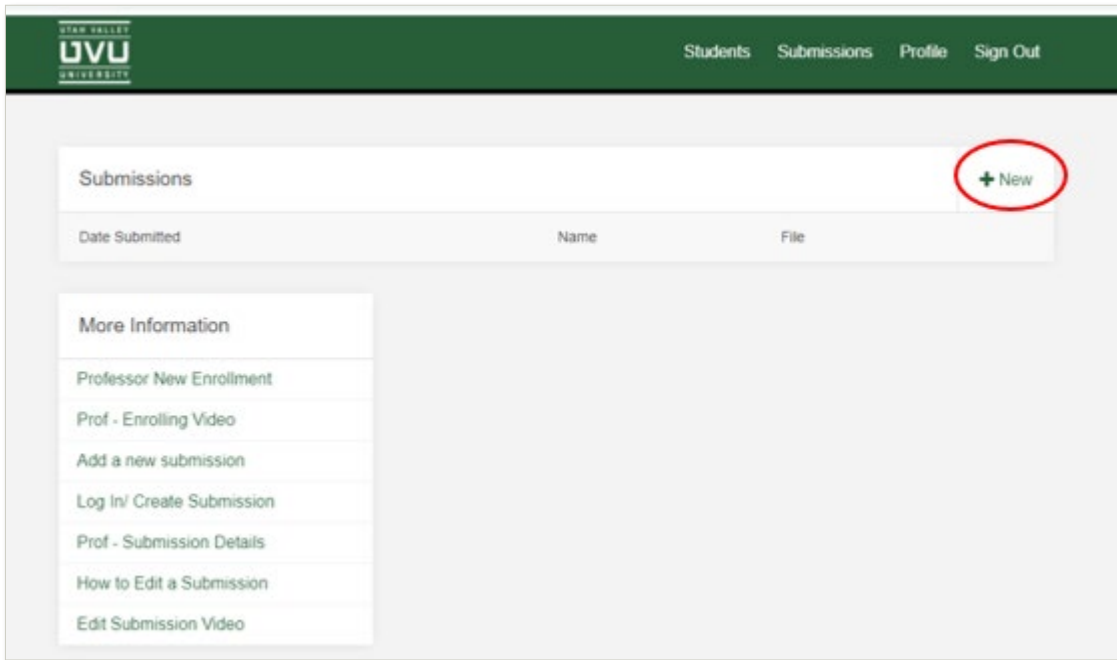 UTAH VALLEY
UVU
UNIVERSITY
Students Submissions Profile Sign Out
Submissions
+ New
Date Submitted Name File
More Information
Professor New Enrollment
Prof - Enrolling Video
Add a new submission
Log In/ Create Submission
Prof - Submission Details
How to Edit a Submission
Edit Submission Video